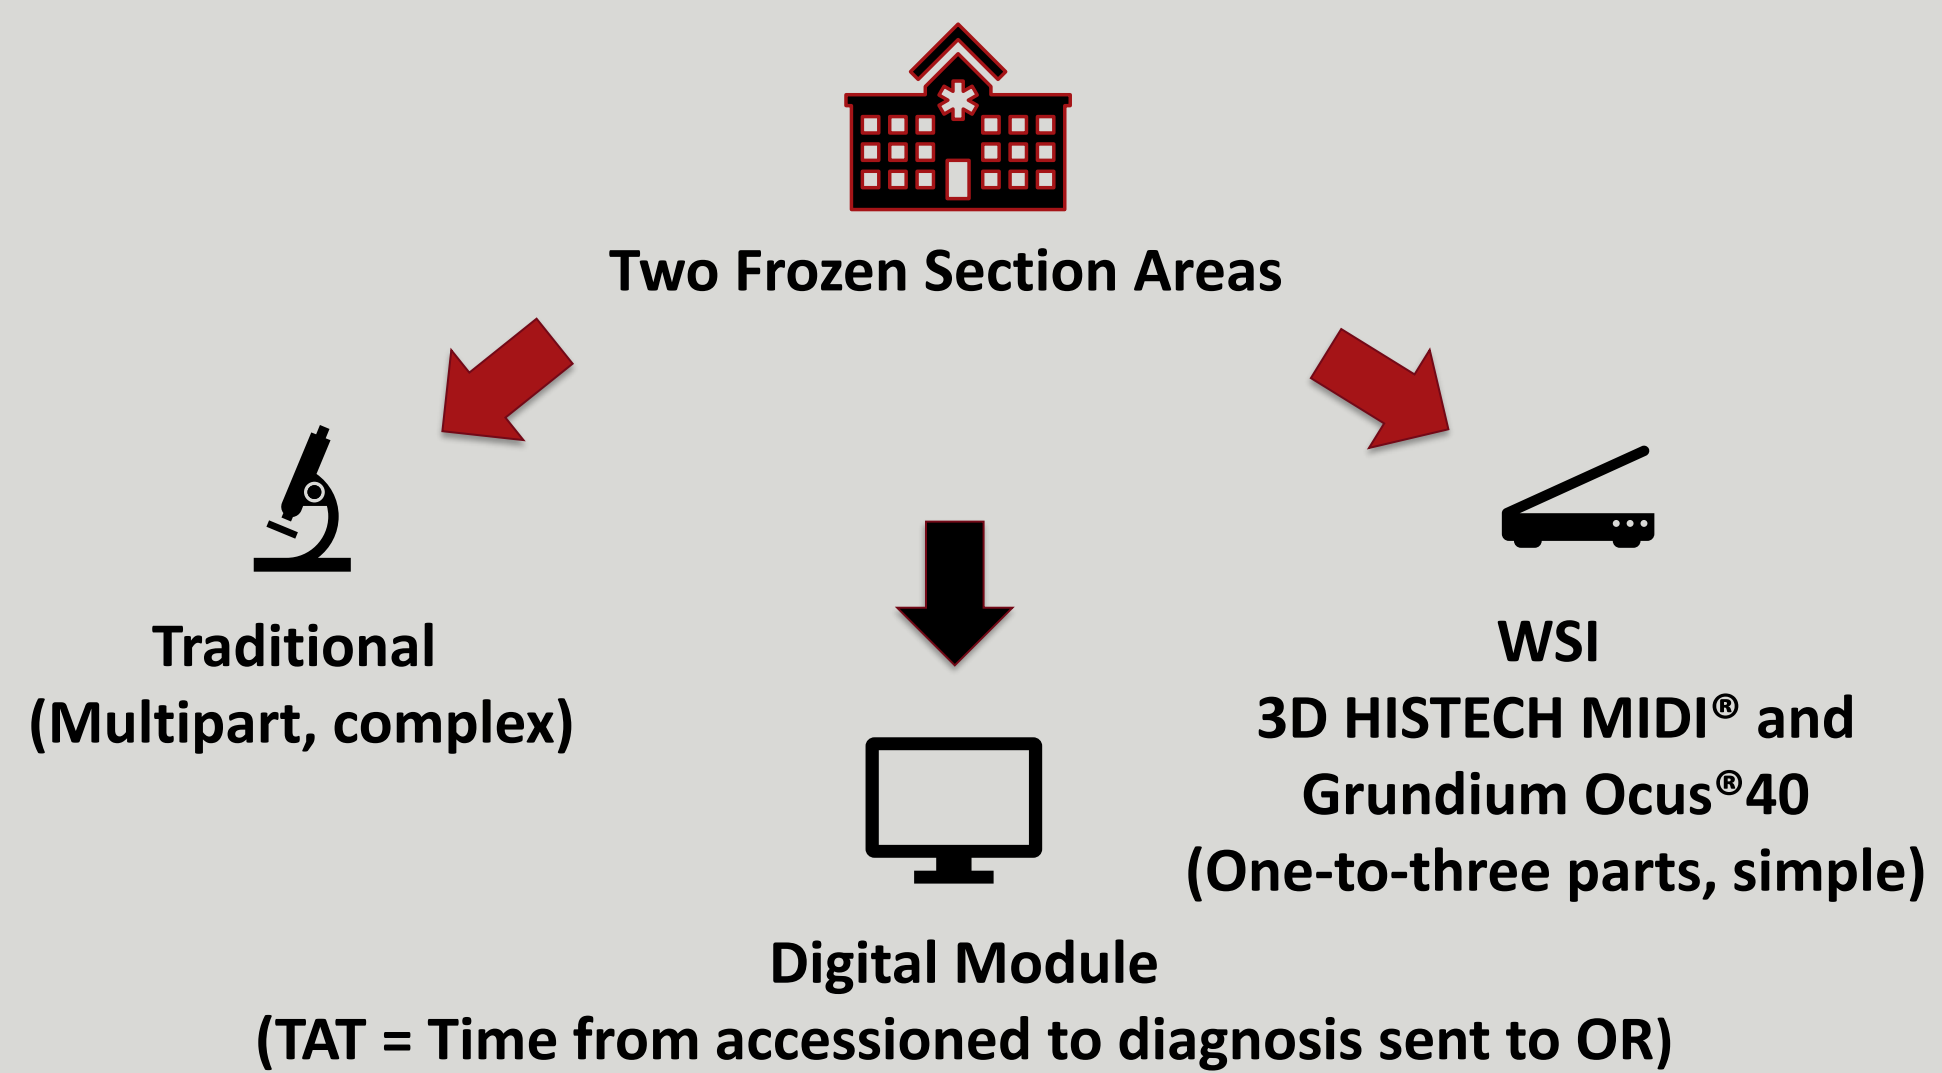 Two Frozen Section Areas
Traditional
(Multipart, complex)
WSI
3D HISTECH MIDI® and
Grundium Ocus®40
(One-to-three parts, simple)
Digital Module
(TAT = Time from accessioned to diagnosis sent to OR)